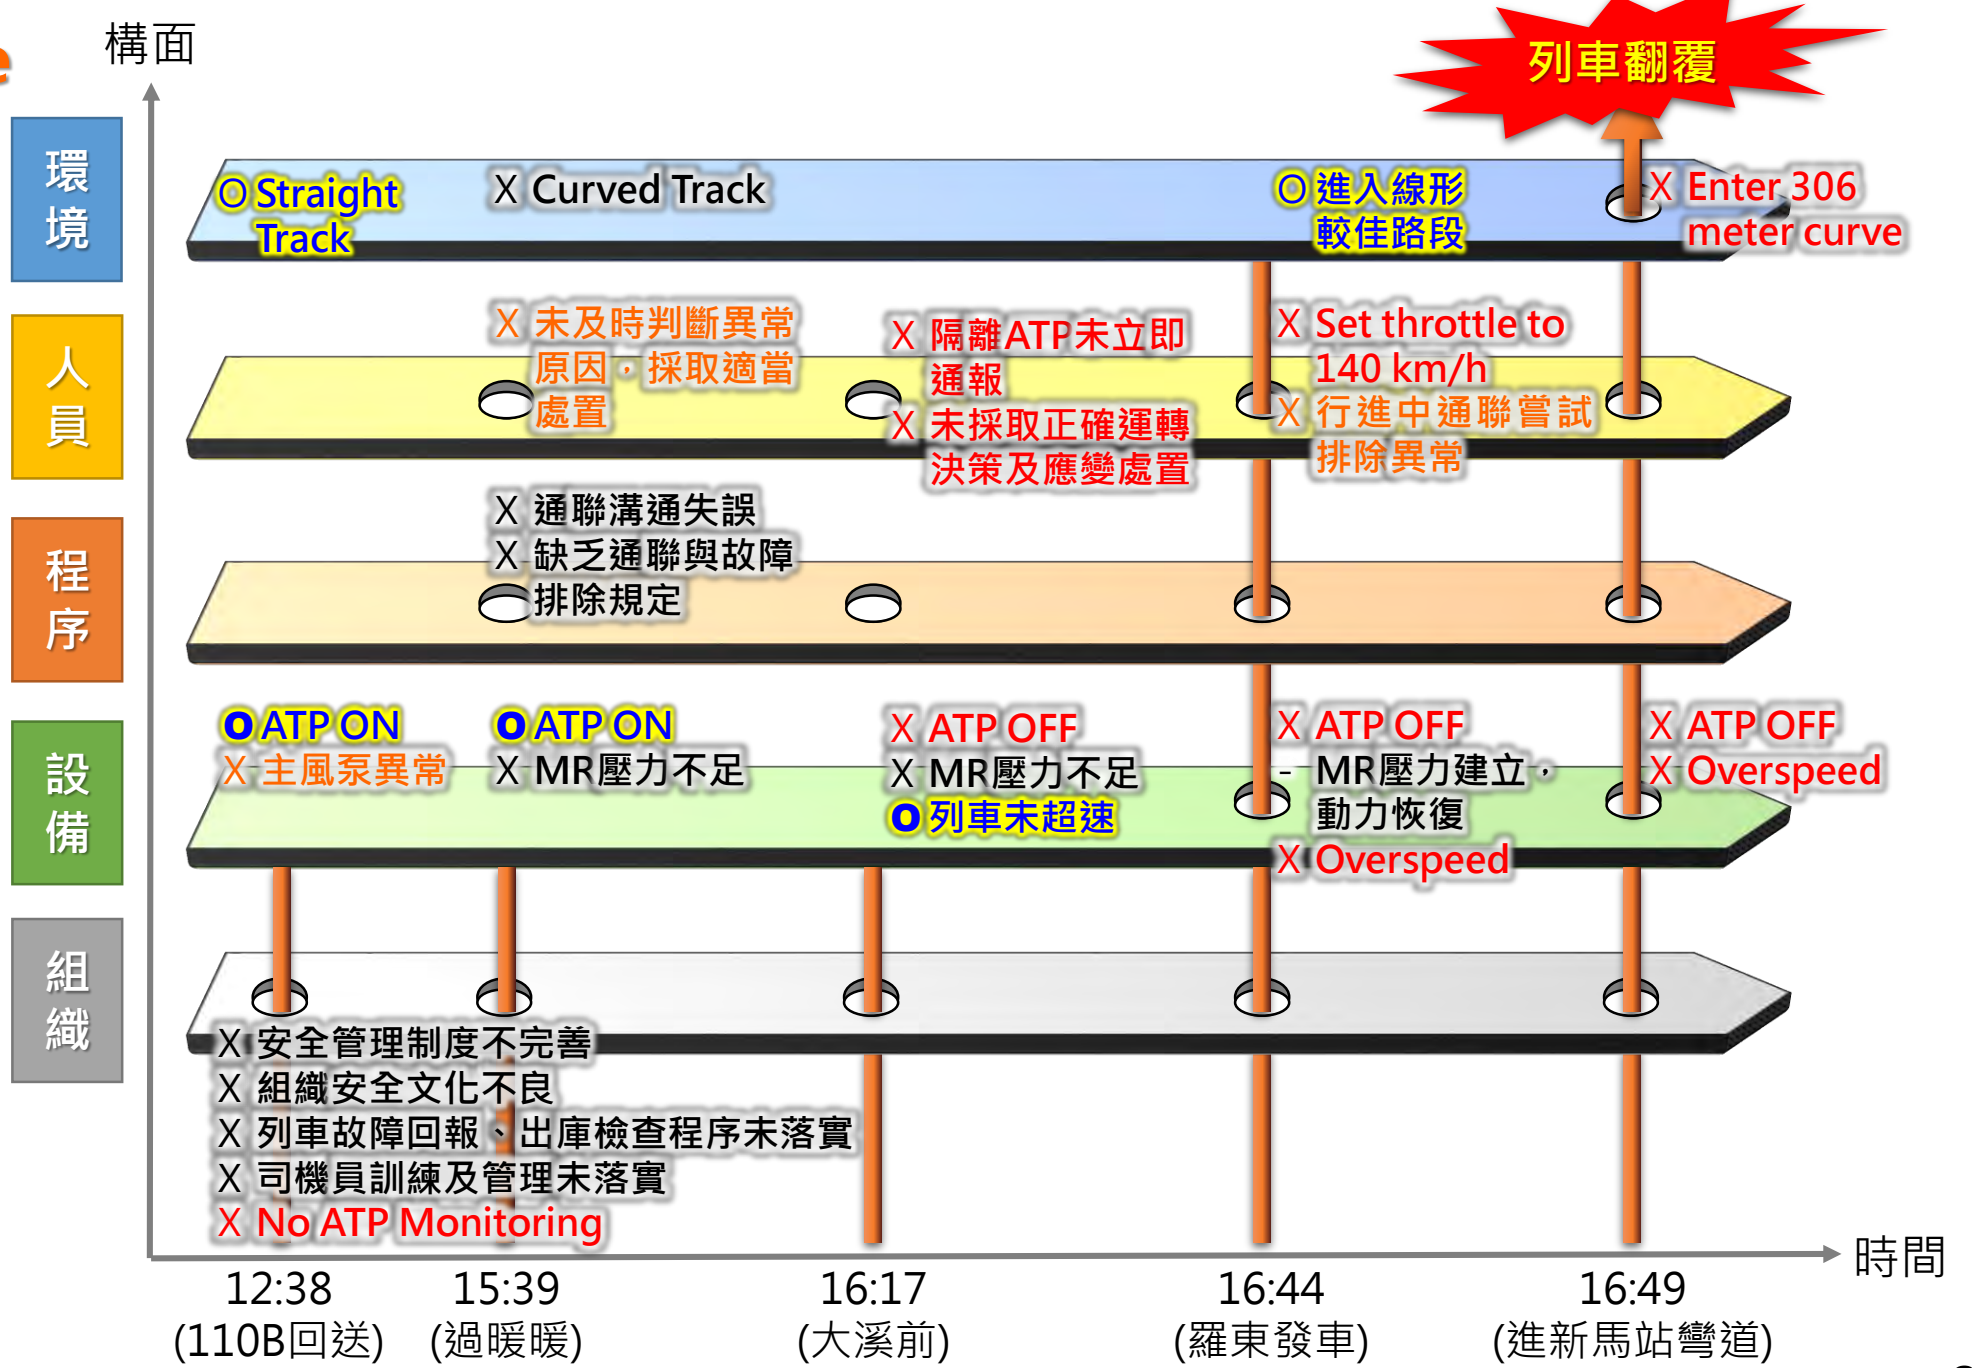 構面
列車翻覆
環境
O Straight
Track
X Curved Track
O 進入線形
較佳路段
X Enter 306
meter curve
人員
X 未及時判斷異常
原因，採取適當
處置
X 隔離ATP未立即
通報
X 未採取正確運轉
決策及應變處置
X Set throttle to
140 km/h
X 行進中通聯嘗試
排除異常
程序
X 通聯溝通失誤
X 缺乏通聯與故障
排除規定
設備
O ATP ON
X 主風泵異常
O ATP ON
X MR壓力不足
X ATP OFF
X MR壓力不足
O 列車未超速
X ATP OFF
- MR壓力建立，
動力恢復
X Overspeed
X ATP OFF
X Overspeed
組織
X 安全管理制度不完善
X 組織安全文化不良
X 列車故障回報、出庫檢查程序未落實
X 司機員訓練及管理未落實
X No ATP Monitoring
時間
12:38
(110B回送)
15:39
(過暖暖)
16:17
(大溪前)
16:44
(羅東發車)
16:49
(進新馬站彎道)